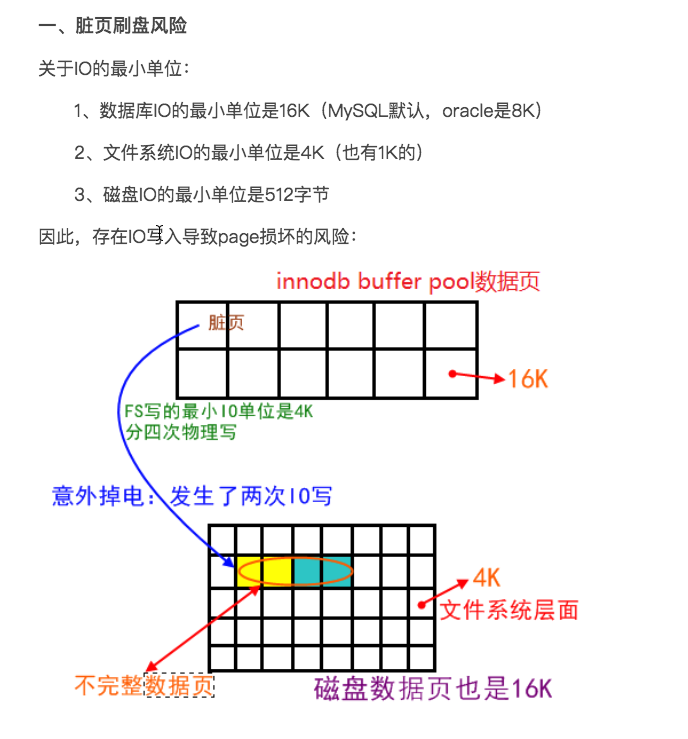 一、脏页刷盘风险
关于IO的最小单位：
1、数据库IO的最小单位是16K（MySQL默认，oracle是8K）
2、文件系统IO的最小单位是4K（也有1K的）
3、磁盘IO的最小单位是512字节
因此，存在IO写入导致page损坏的风险：
innodb buffer pool数据页
脏页
16K
FS写的最小IO单位是4K
分四次物理写
意外掉电：发生了两次IO写
4K
文件系统层面
不完整数据页
磁盘数据页也是16K